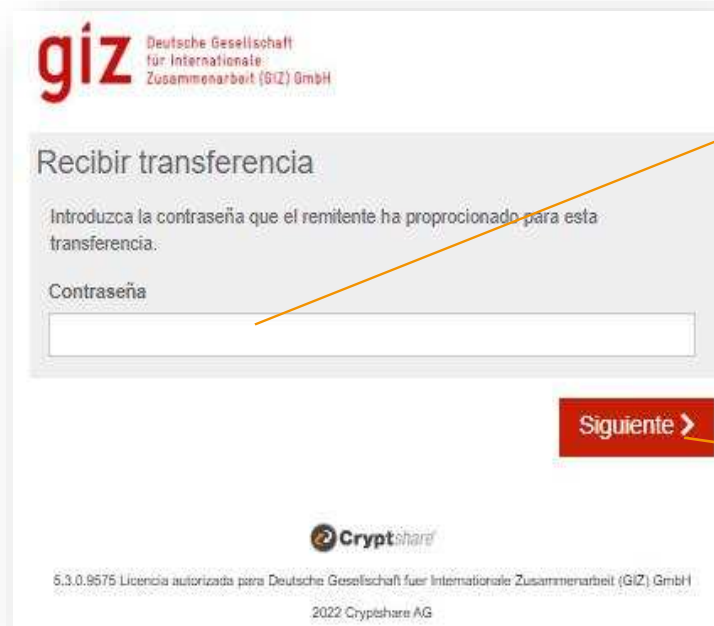 giz
Deutsche Gesellschaft
für Internationale
Zusammenarbeit (GIZ) GmbH
Recibir transferencia
Introduzca la contraseña que el remitente ha proprocionado para esta
transferencia.
Contraseña
Siguiente
Cryptshare
5.3.0.9575 Licencia autorizada para Deutsche Gesellschaft fuer Internationale Zusammenarbeit (GIZ) GmbH
2022 Cryptshare AG